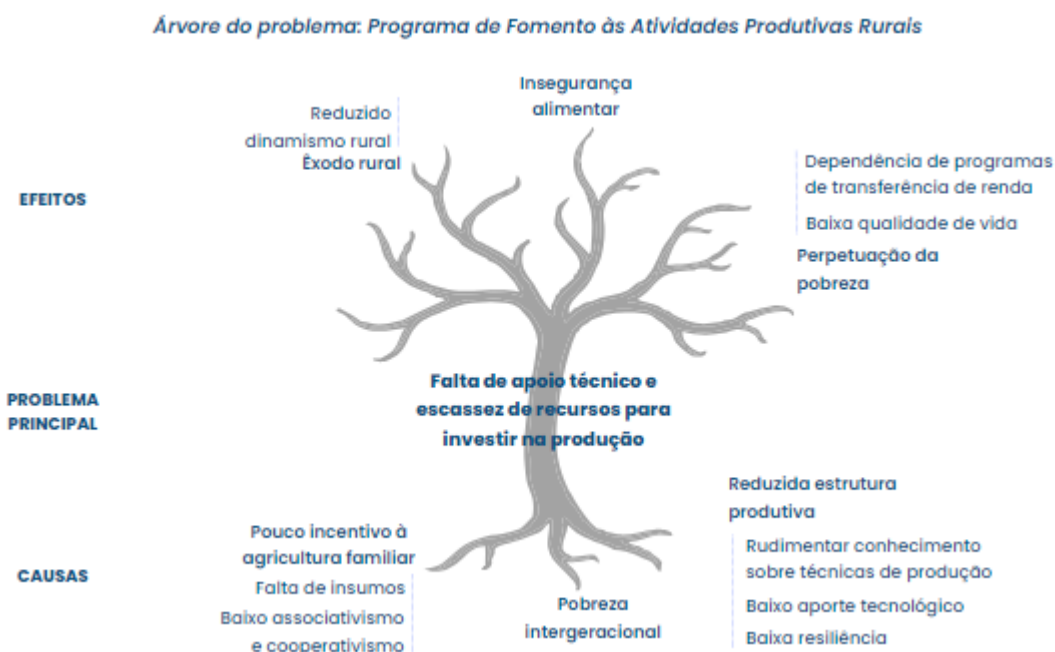 Árvore do problema: Programa de Fomento às Atividades Produtivas Rurais
Insegurança
alimentar
Reduzido
dinamismo rural
Êxodo rural
EFEITOS
Dependência de programas
de transferência de renda
Baixa qualidade de vida
Perpetuação da
pobreza
PROBLEMA
PRINCIPAL
Falta de apoio técnico e
escassez de recursos para
investir na produção
CAUSAS
Pouco incentivo à
agricultura familiar
Falta de insumos
Baixo associativismo
e cooperativismo
Pobreza
intergeracional
Reduzida estrutura
produtiva
Rudimentar conhecimento
sobre técnicas de produção
Baixo aporte tecnológico
Baixa resiliência